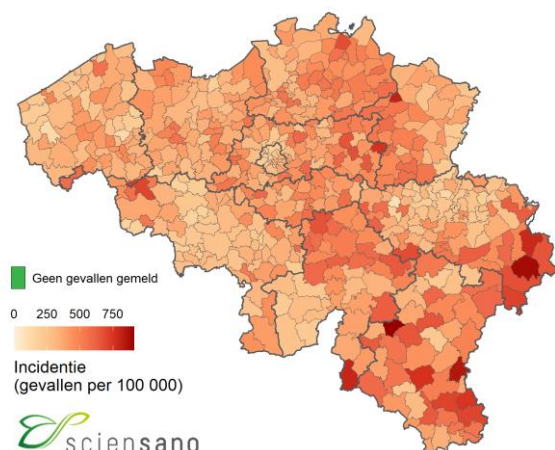 Geen gevallen gemeld
0 250 500 750
Incidentie
(gevallen per 100 000)
sciensano